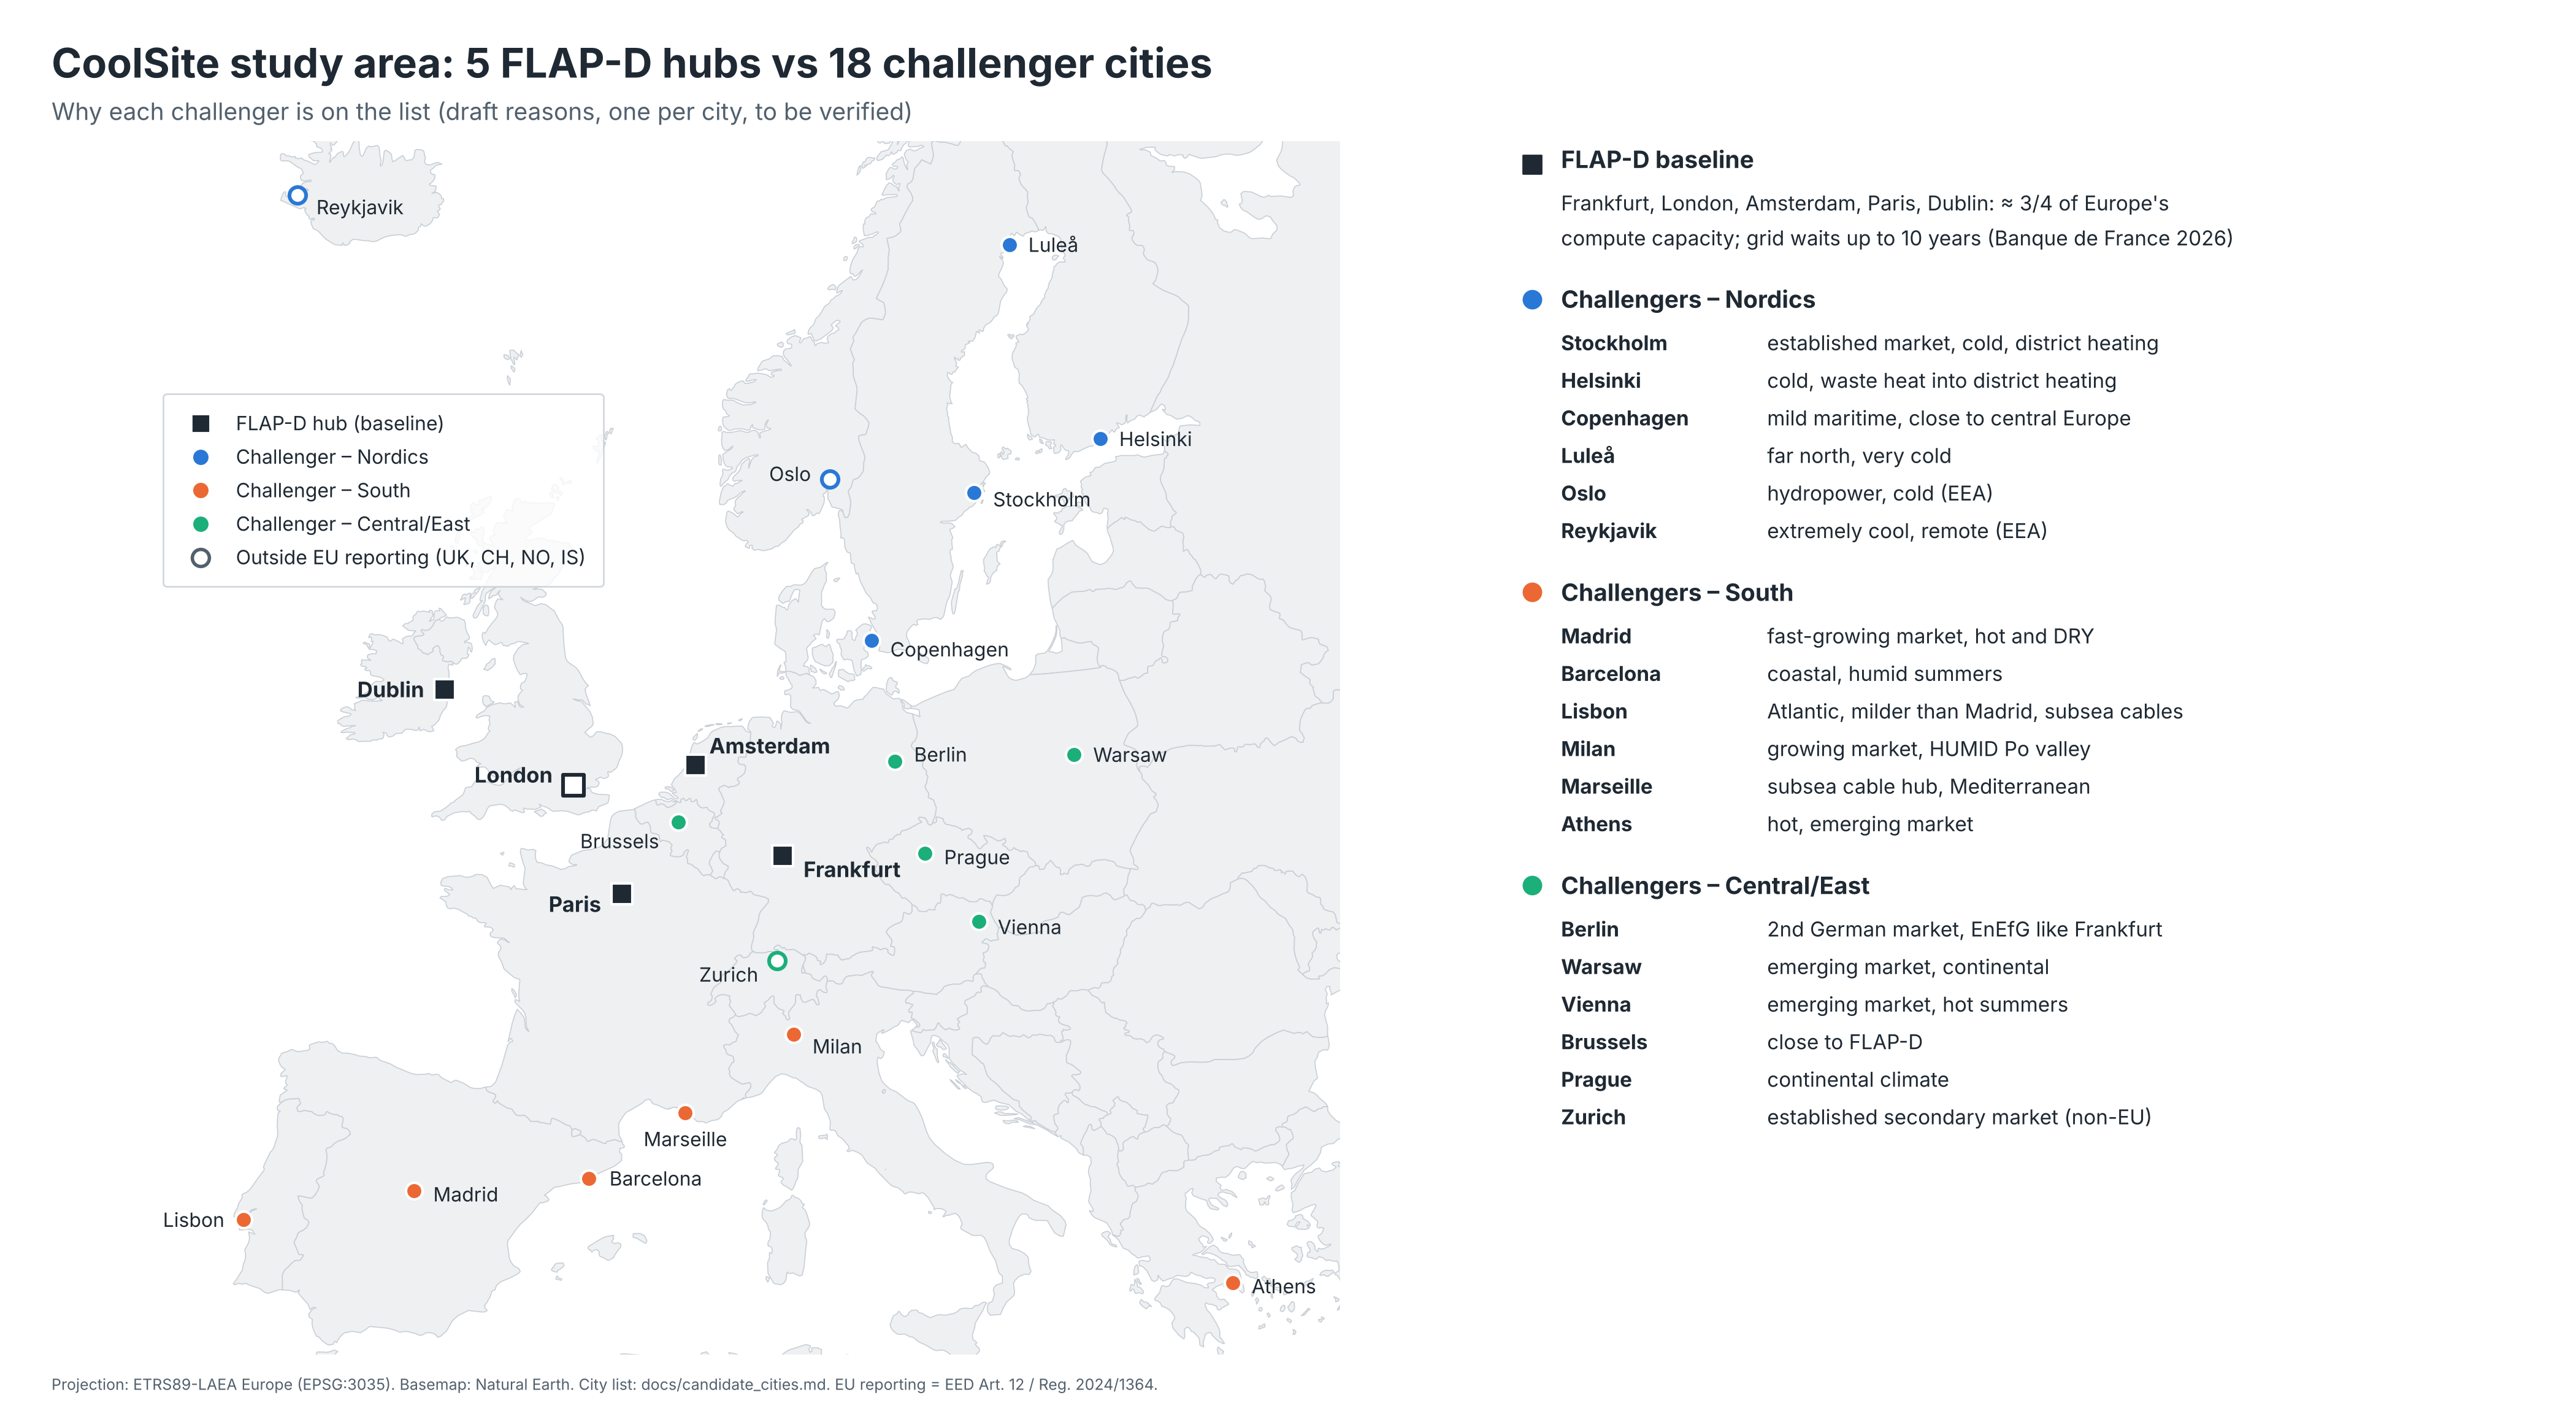 CoolSite study area: 5 FLAP-D hubs vs 18 challenger cities
Why each challenger is on the list (draft reasons, one per city, to be verified)
Reykjavik
Luleå
FLAP-D hub (baseline)
Challenger – Nordics
Challenger – South
Challenger – Central/East
Outside EU reporting (UK, CH, NO, IS)
Helsinki
Oslo
Stockholm
Copenhagen
Dublin
Amsterdam
Berlin
Warsaw
London
Brussels
Frankfurt
Prague
Paris
Vienna
Zurich
Milan
Marseille
Barcelona
Madrid
Lisbon
Athens
FLAP-D baseline
Frankfurt, London, Amsterdam, Paris, Dublin: ≈ 3/4 of Europe's
compute capacity; grid waits up to 10 years (Banque de France 2026)
Challengers – Nordics
Stockholm established market, cold, district heating
Helsinki cold, waste heat into district heating
Copenhagen mild maritime, close to central Europe
Luleå far north, very cold
Oslo hydropower, cold (EEA)
Reykjavik extremely cool, remote (EEA)
Challengers – South
Madrid fast-growing market, hot and DRY
Barcelona coastal, humid summers
Lisbon Atlantic, milder than Madrid, subsea cables
Milan growing market, HUMID Po valley
Marseille subsea cable hub, Mediterranean
Athens hot, emerging market
Challengers – Central/East
Berlin 2nd German market, EnEfG like Frankfurt
Warsaw emerging market, continental
Vienna emerging market, hot summers
Brussels close to FLAP-D
Prague continental climate
Zurich established secondary market (non-EU)
Projection: ETRS89-LAEA Europe (EPSG:3035). Basemap: Natural Earth. City list: docs/candidate_cities.md. EU reporting = EED Art. 12 / Reg. 2024/1364.